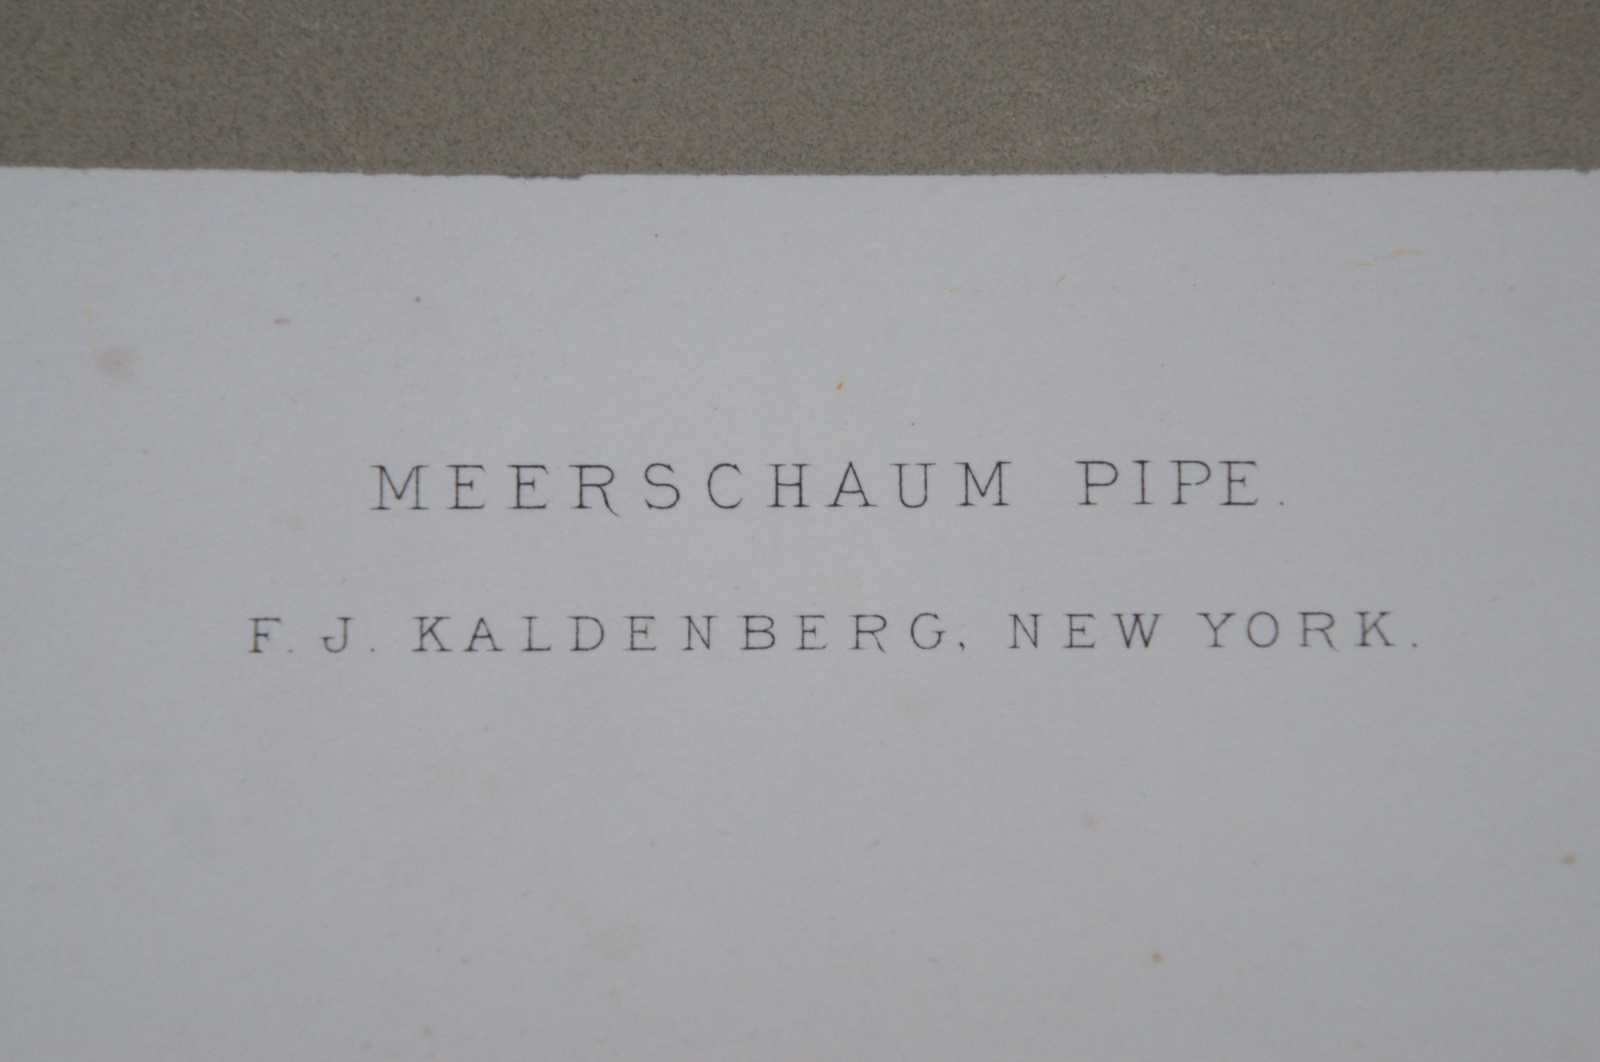 MEERSCHAUM PIPE.
F. J. KALDENBERG, NEW YORK.